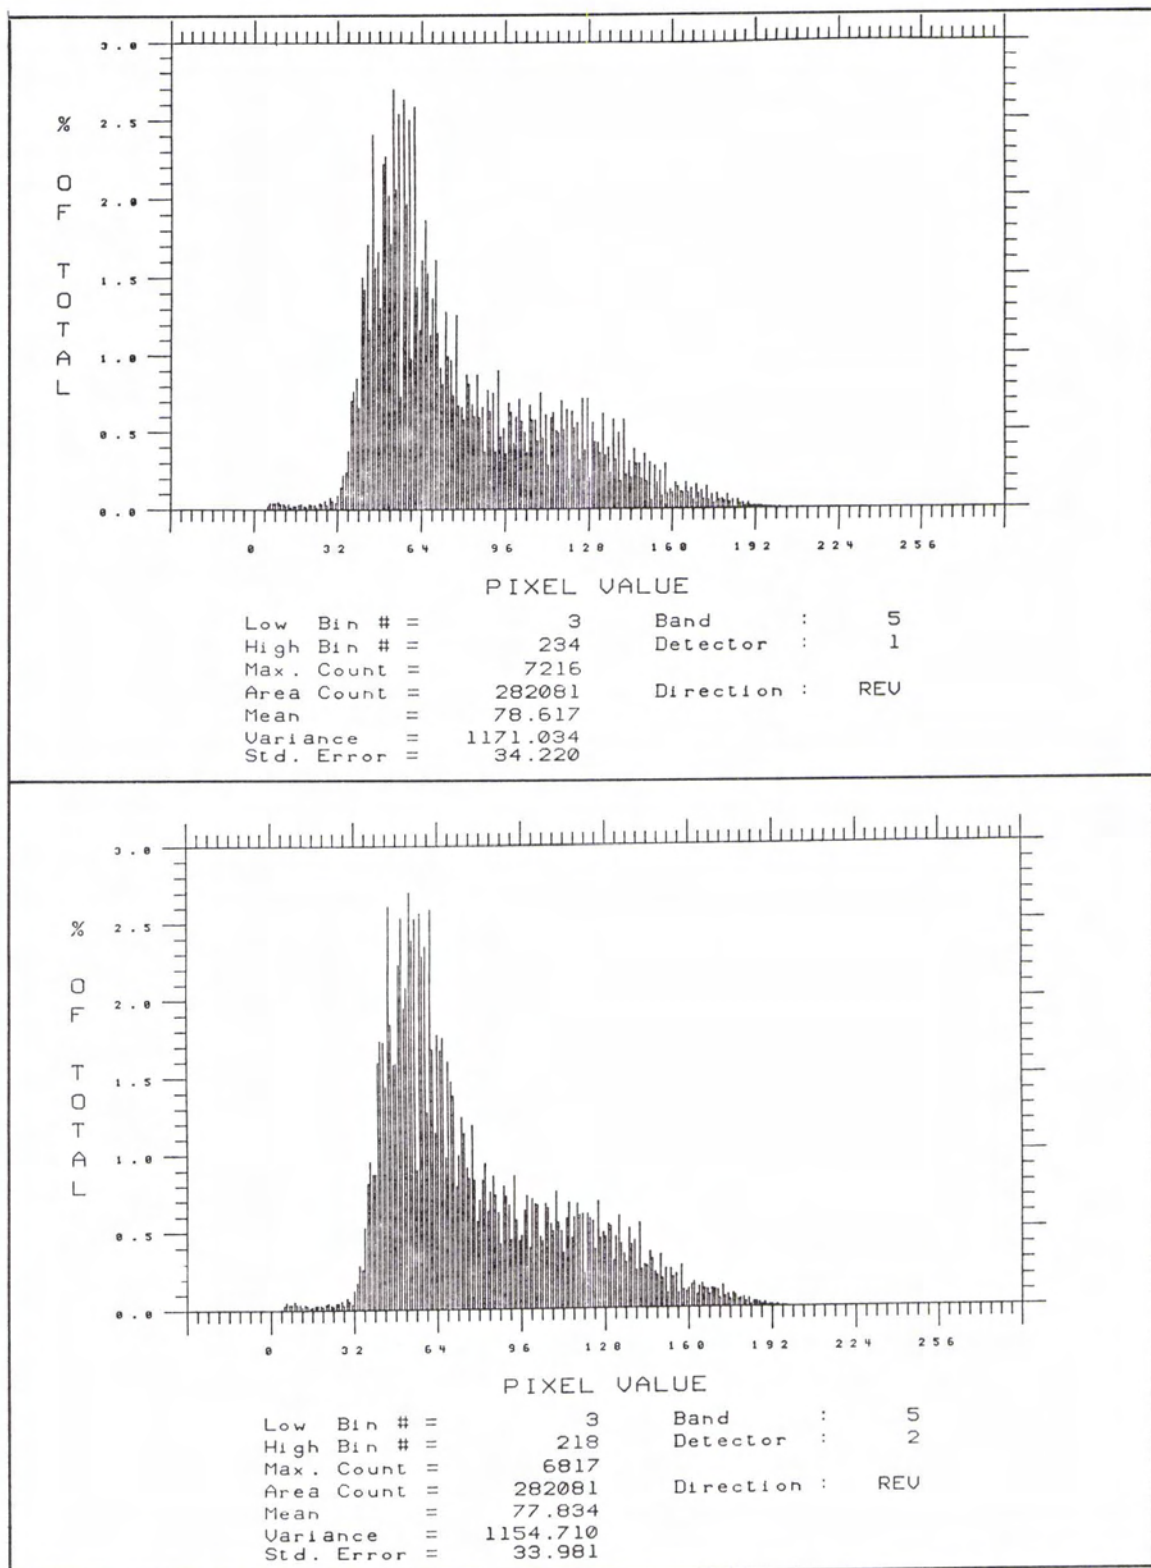 3.0
2.5
2.0
1.5
1.0
0.5
0.0
% OF TOTAL
0 32 64 96 128 160 192 224 256
PIXEL VALUE
Low Bin # = 3 Band : 5
High Bin # = 234 Detector : 1
Max. Count = 7216
Area Count = 282081 Direction : REV
Mean = 78.617
Variance = 1171.034
Std. Error = 34.220
3.0
2.5
2.0
1.5
1.0
0.5
0.0
% OF TOTAL
0 32 64 96 128 160 192 224 256
PIXEL VALUE
Low Bin # = 3 Band : 5
High Bin # = 218 Detector : 2
Max. Count = 6817
Area Count = 282081 Direction : REV
Mean = 77.834
Variance = 1154.710
Std. Error = 33.981